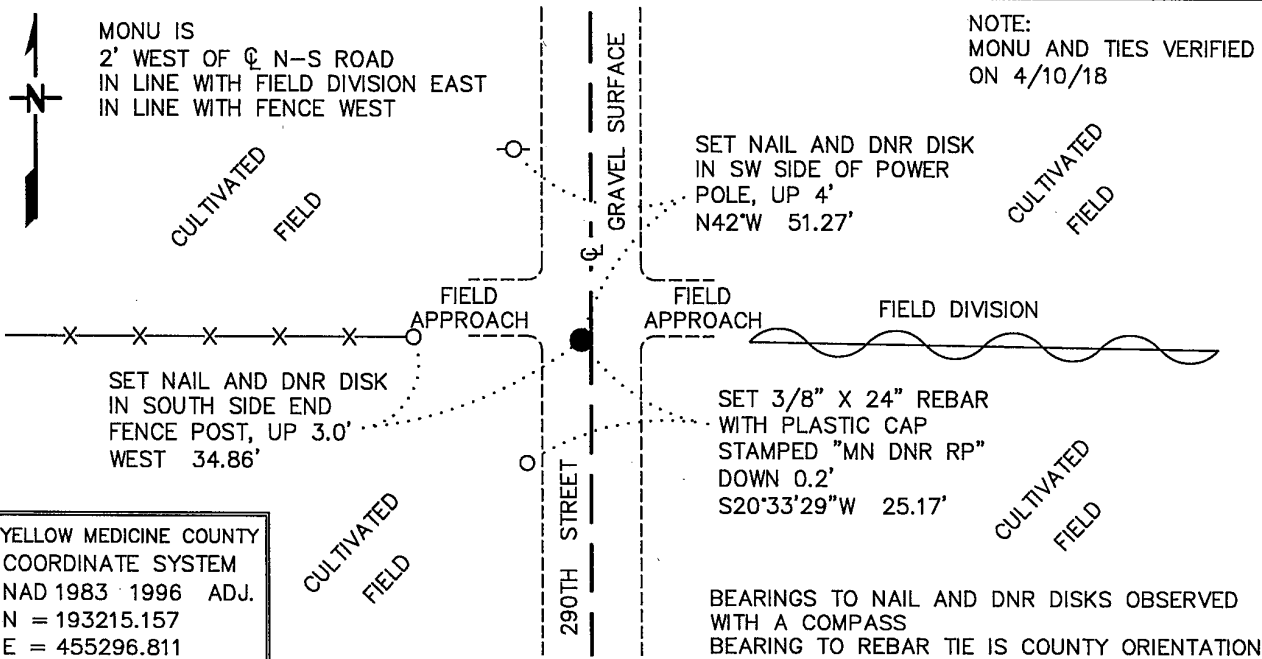 MONU IS
2' WEST OF ℄ N-S ROAD
IN LINE WITH FIELD DIVISION EAST
IN LINE WITH FENCE WEST
N
NOTE:
MONU AND TIES VERIFIED
ON 4/10/18
GRAVEL SURFACE
℄
CULTIVATED
FIELD
SET NAIL AND DNR DISK
IN SW SIDE OF POWER
POLE, UP 4'
N42°W 51.27'
CULTIVATED
FIELD
FIELD
APPROACH
FIELD
APPROACH
FIELD DIVISION
SET NAIL AND DNR DISK
IN SOUTH SIDE END
FENCE POST, UP 3.0'
WEST 34.86'
SET 3/8" X 24" REBAR
WITH PLASTIC CAP
STAMPED "MN DNR RP"
DOWN 0.2'
S20°33'29"W 25.17'
CULTIVATED
FIELD
290TH STREET
CULTIVATED
FIELD
YELLOW MEDICINE COUNTY
COORDINATE SYSTEM
NAD 1983 1996 ADJ.
N = 193215.157
E = 455296.811
BEARINGS TO NAIL AND DNR DISKS OBSERVED
WITH A COMPASS
BEARING TO REBAR TIE IS COUNTY ORIENTATION